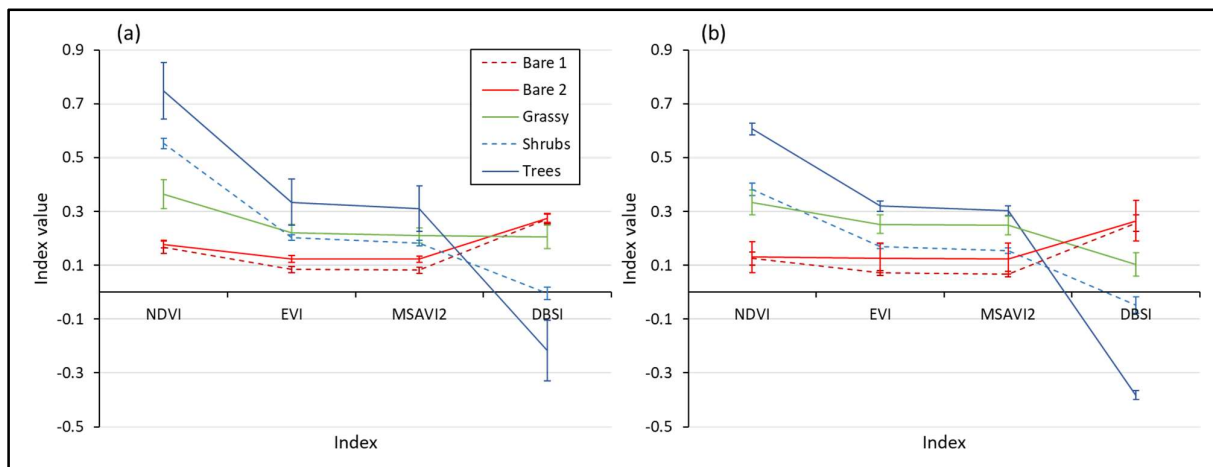 (a)
0.9
0.7
0.5
0.3
0.1
-0.1
-0.3
-0.5
Index value
NDVI EVI MSAVI2 DBSI
Index
Bare 1
Bare 2
Grassy
Shrubs
Trees
(b)
0.9
0.7
0.5
0.3
0.1
-0.1
-0.3
-0.5
Index value
NDVI EVI MSAVI2 DBSI
Index